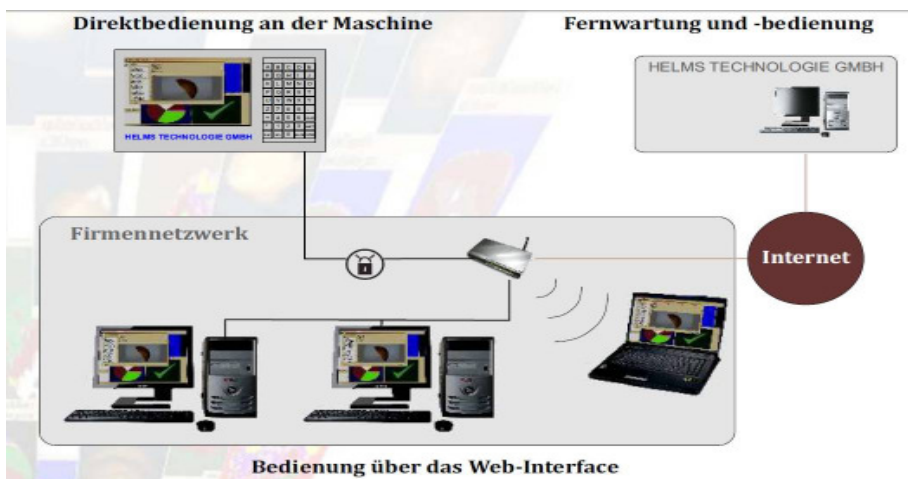 Direktbedienung an der Maschine
Fernwartung und -bedienung
HELMS TECHNOLOGIE GMBH
HELMS TECHNOLOGIE GMBH
Firmennetzwerk
Internet
Bedienung über das Web-Interface